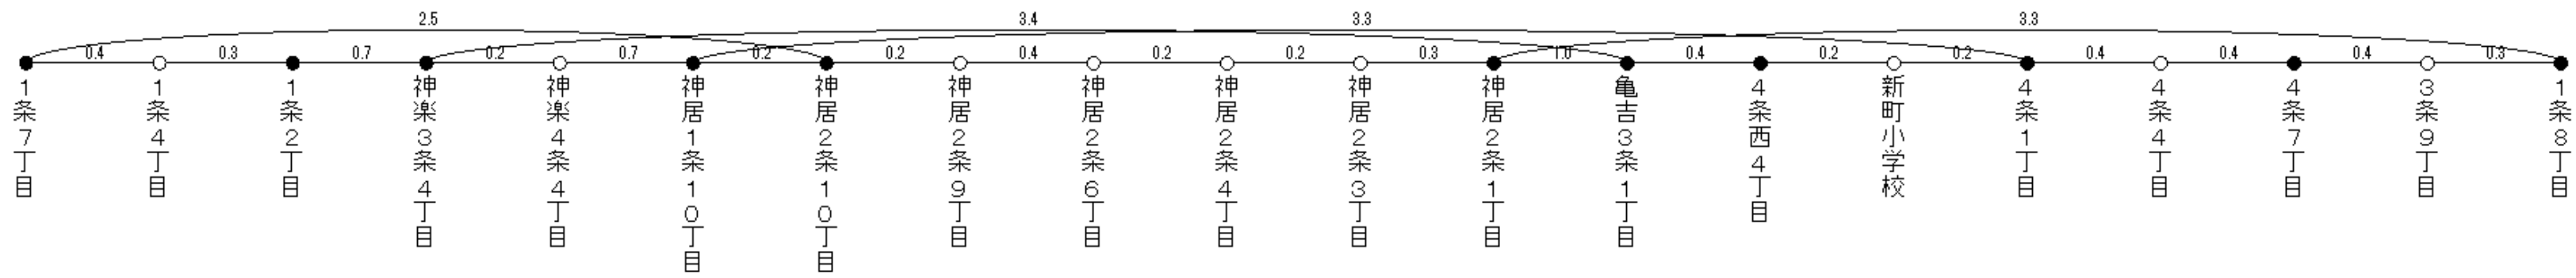 2.5 3.4 3.3 3.3
0.4 0.3 0.7 0.2 0.7 0.2 0.2 0.4 0.2 0.2 0.3 1.0 0.4 0.2 0.2 0.4 0.4 0.4 0.3
1条7丁目
1条4丁目
1条2丁目
神楽3条4丁目
神楽4条4丁目
神居1条10丁目
神居2条10丁目
神居2条9丁目
神居2条6丁目
神居2条4丁目
神居2条3丁目
神居2条1丁目
亀吉3条1丁目
4条西4丁目
新町小学校
4条1丁目
4条4丁目
4条7丁目
3条9丁目
1条8丁目